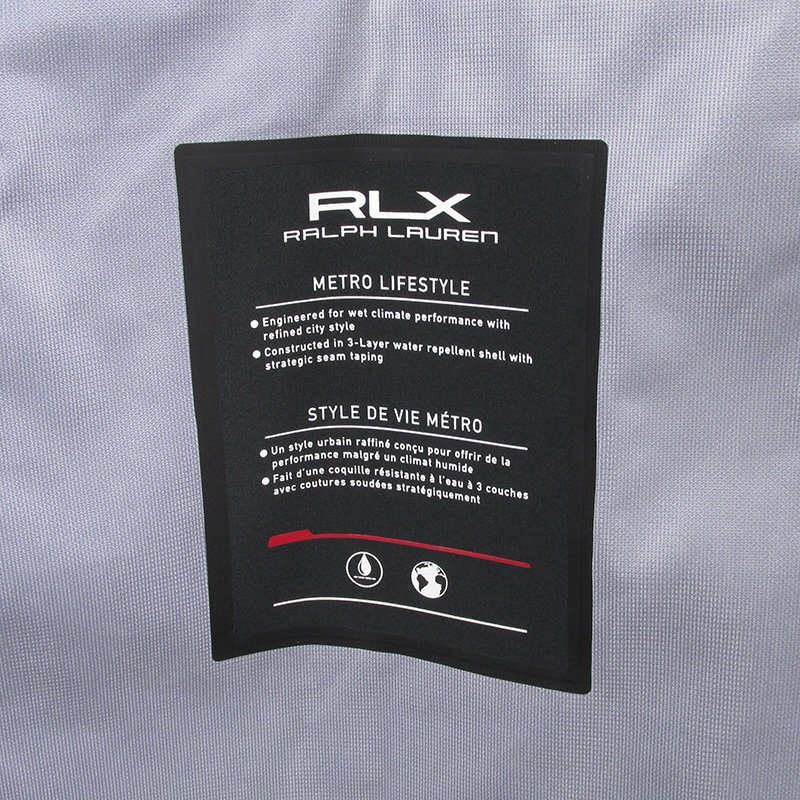 RLX
RALPH LAUREN
METRO LIFESTYLE
● Engineered for wet climate performance with
refined city style
● Constructed in 3-Layer water repellent shell with
strategic seam taping
STYLE DE VIE MÉTRO
● Un style urbain raffiné conçu pour offrir de la
performance malgré un climat humide
● Fait d'une coquille résistante à l'eau à 3 couches
avec coutures soudées stratégiquement